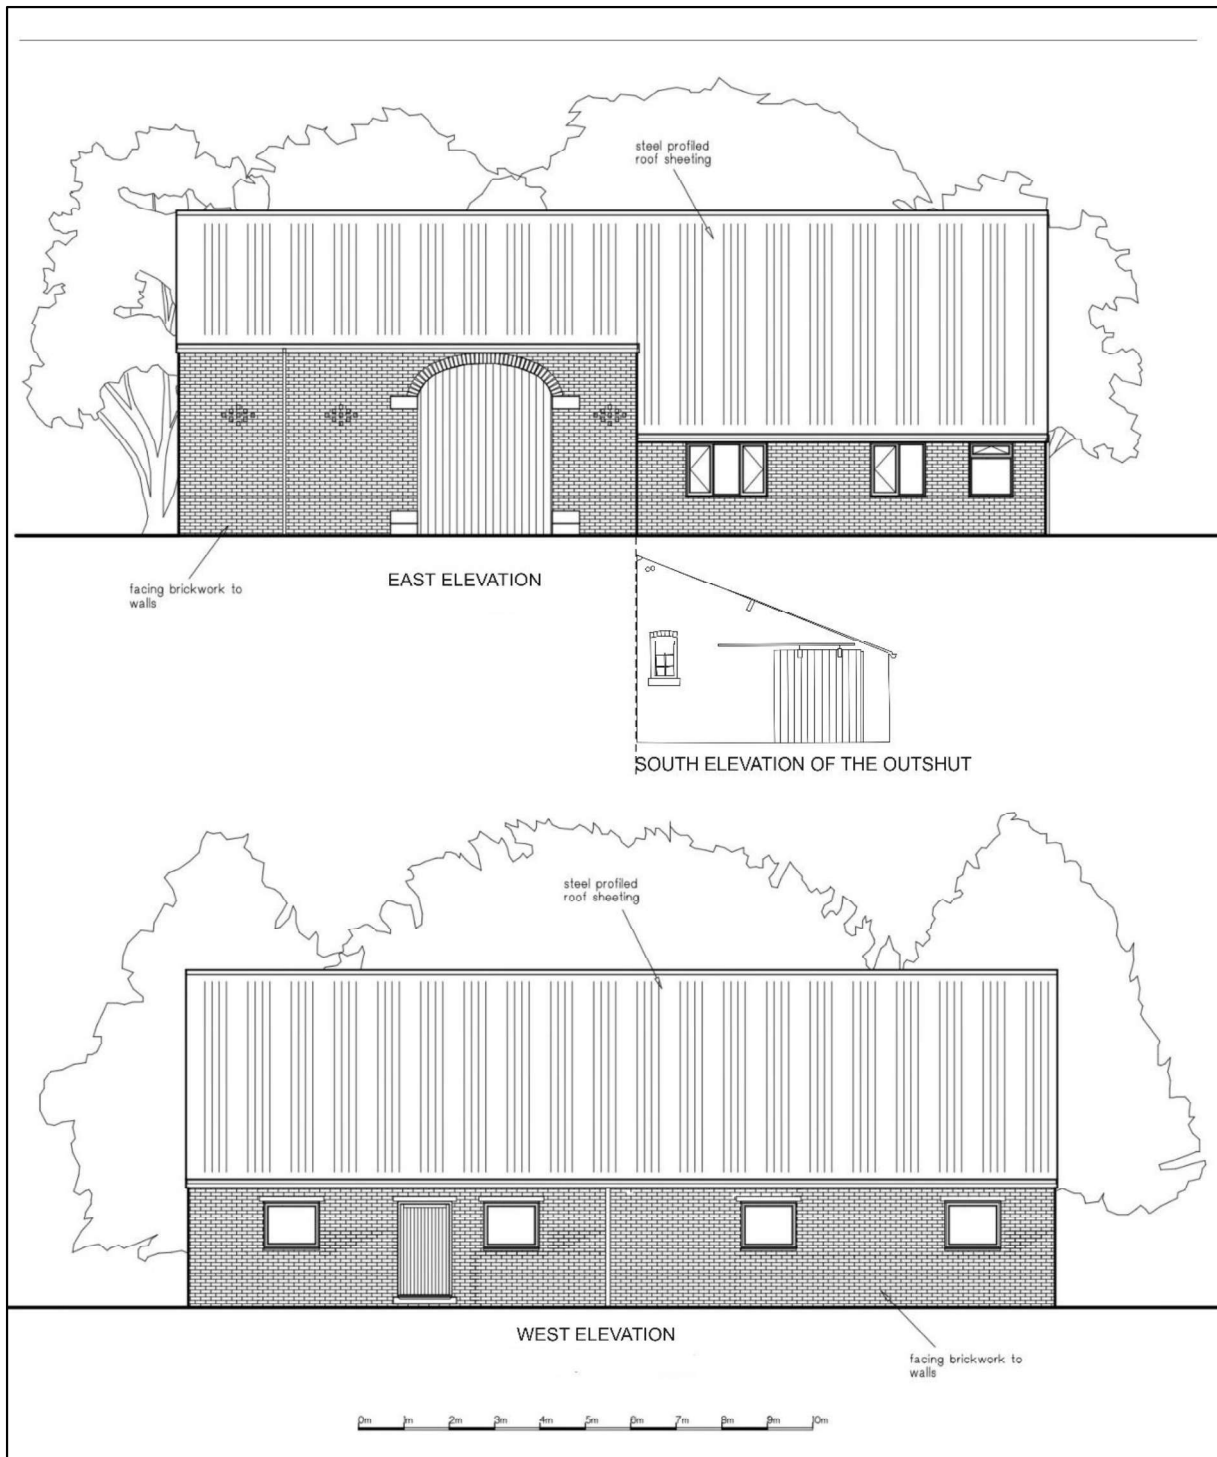 steel profiled
roof sheeting
EAST ELEVATION
facing brickwork to
walls
SOUTH ELEVATION OF THE OUTSHUT
steel profiled
roof sheeting
WEST ELEVATION
facing brickwork to
walls
0m 1m 2m 3m 4m 5m 6m 7m 8m 9m 10m